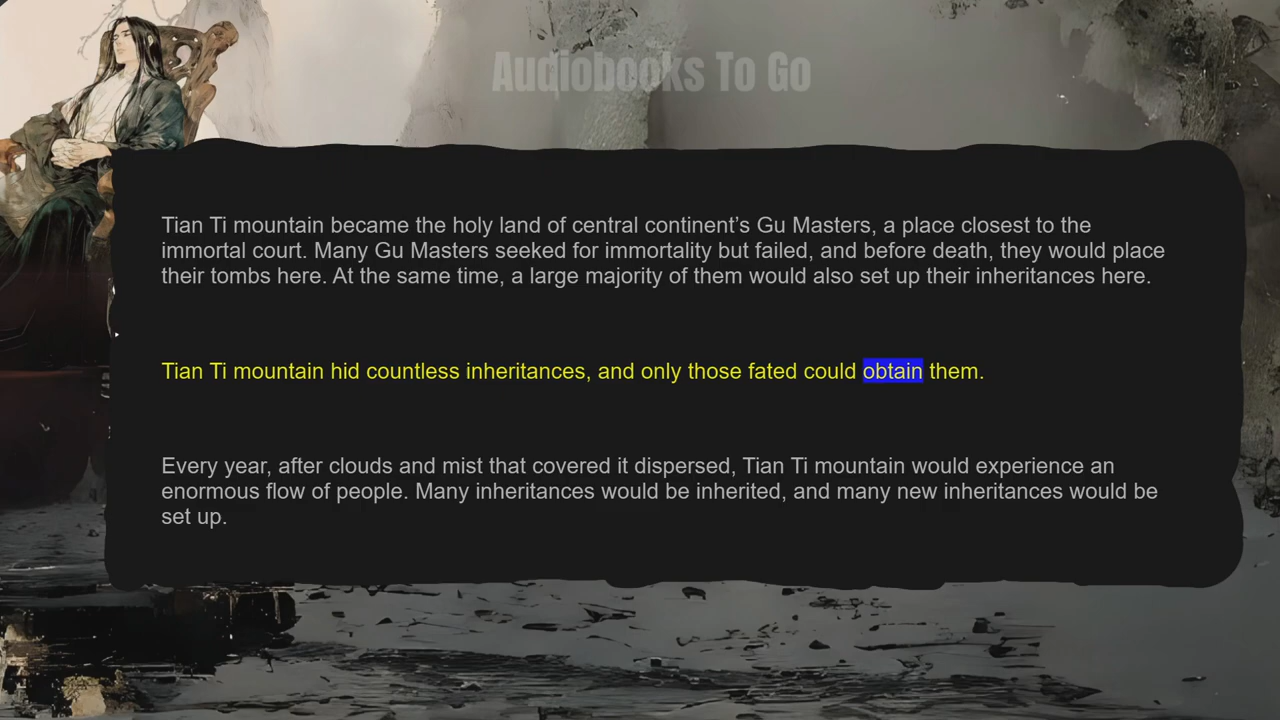 Audiobooks To Go
Tian Ti mountain became the holy land of central continent’s Gu Masters, a place closest to the
immortal court. Many Gu Masters seeked for immortality but failed, and before death, they would place
their tombs here. At the same time, a large majority of them would also set up their inheritances here.
Tian Ti mountain hid countless inheritances, and only those fated could obtain them.
Every year, after clouds and mist that covered it dispersed, Tian Ti mountain would experience an
enormous flow of people. Many inheritances would be inherited, and many new inheritances would be
set up.